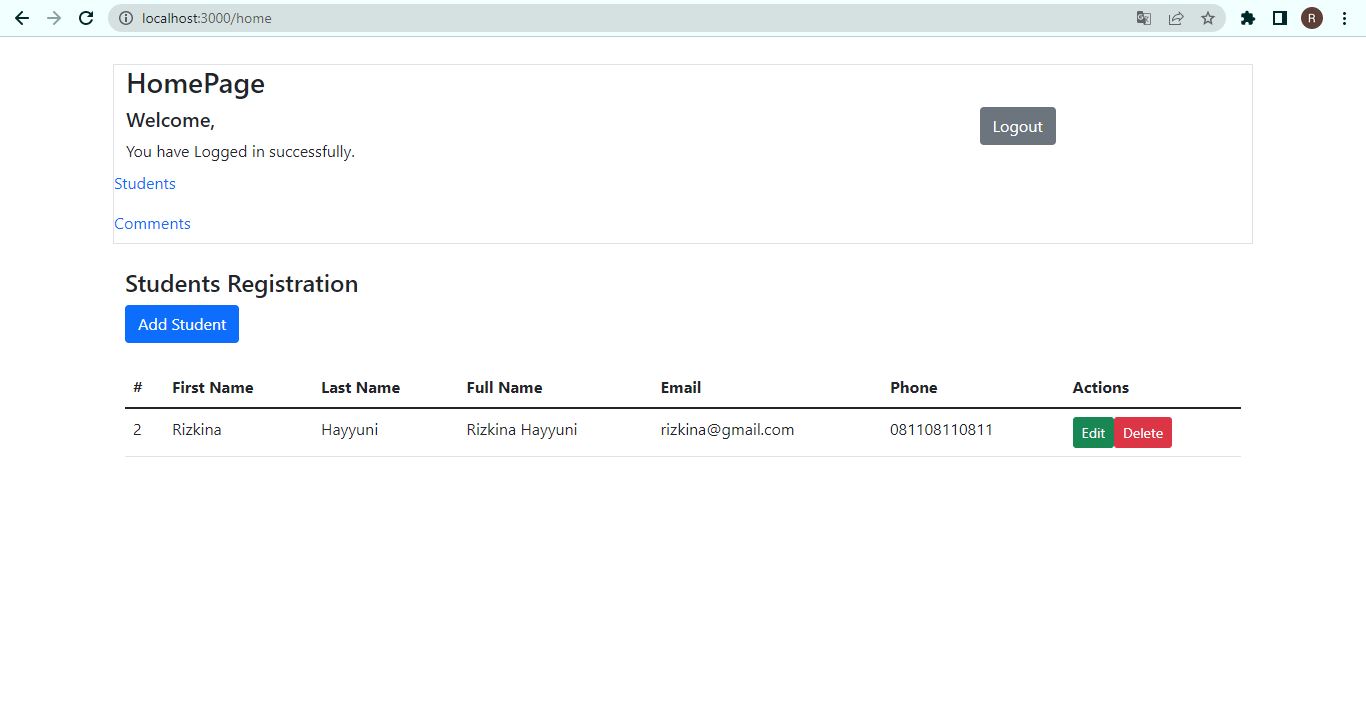 localhost:3000/home
R
HomePage
Welcome,
Logout
You have Logged in successfully.
Students
Comments
Students Registration
Add Student
# First Name Last Name Full Name Email Phone Actions
2 Rizkina Hayyuni Rizkina Hayyuni rizkina@gmail.com 081108110811 Edit Delete